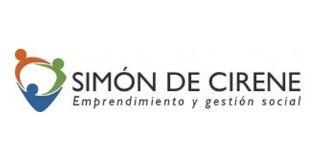 SIMÓN DE CIRENE
Emprendimiento y gestión social